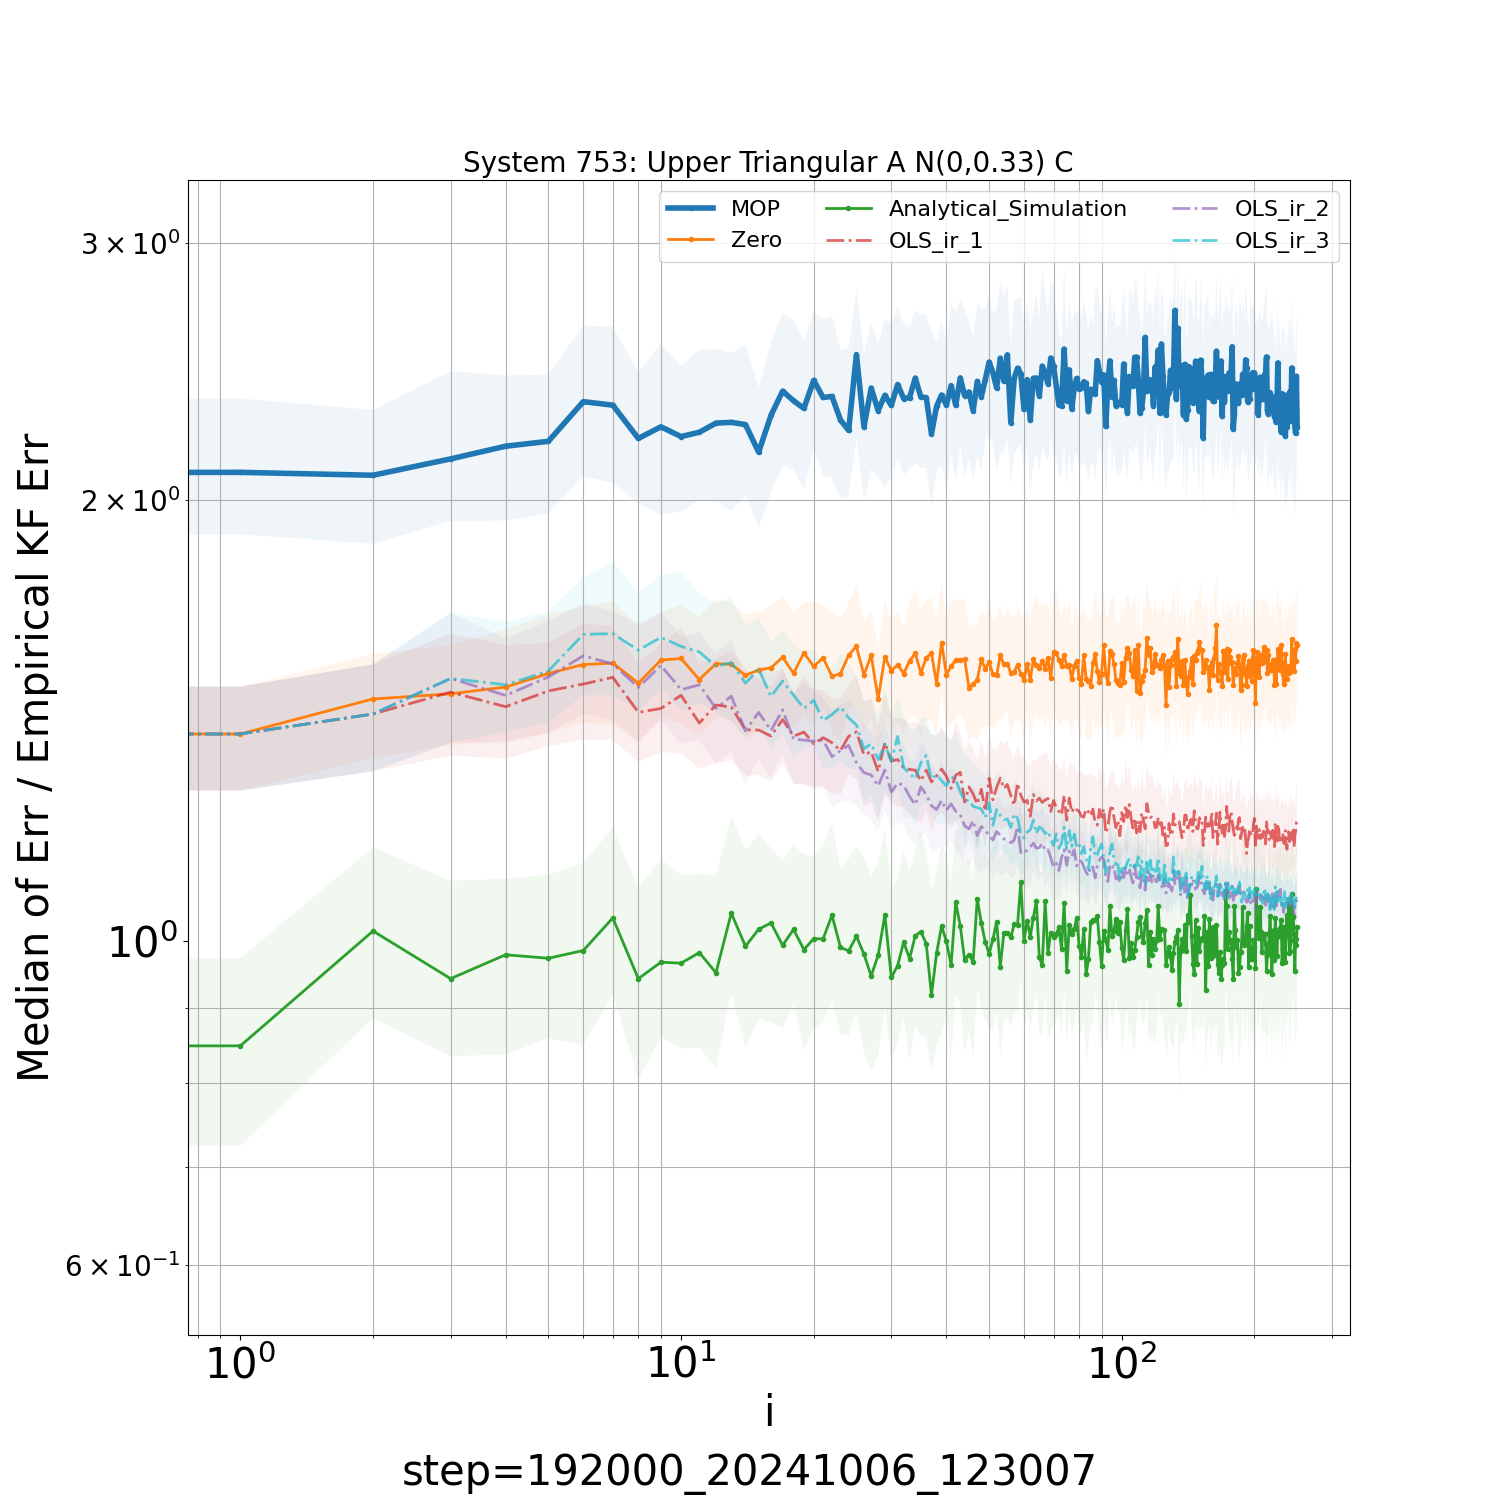 System 753: Upper Triangular A N(0,0.33) C
MOP
Zero
Analytical_Simulation
OLS_ir_1
OLS_ir_2
OLS_ir_3
Median of Err / Empirical KF Err
3 × 10⁰
2 × 10⁰
10⁰
6 × 10⁻¹
10⁰
10¹
10²
i
step=192000_20241006_123007